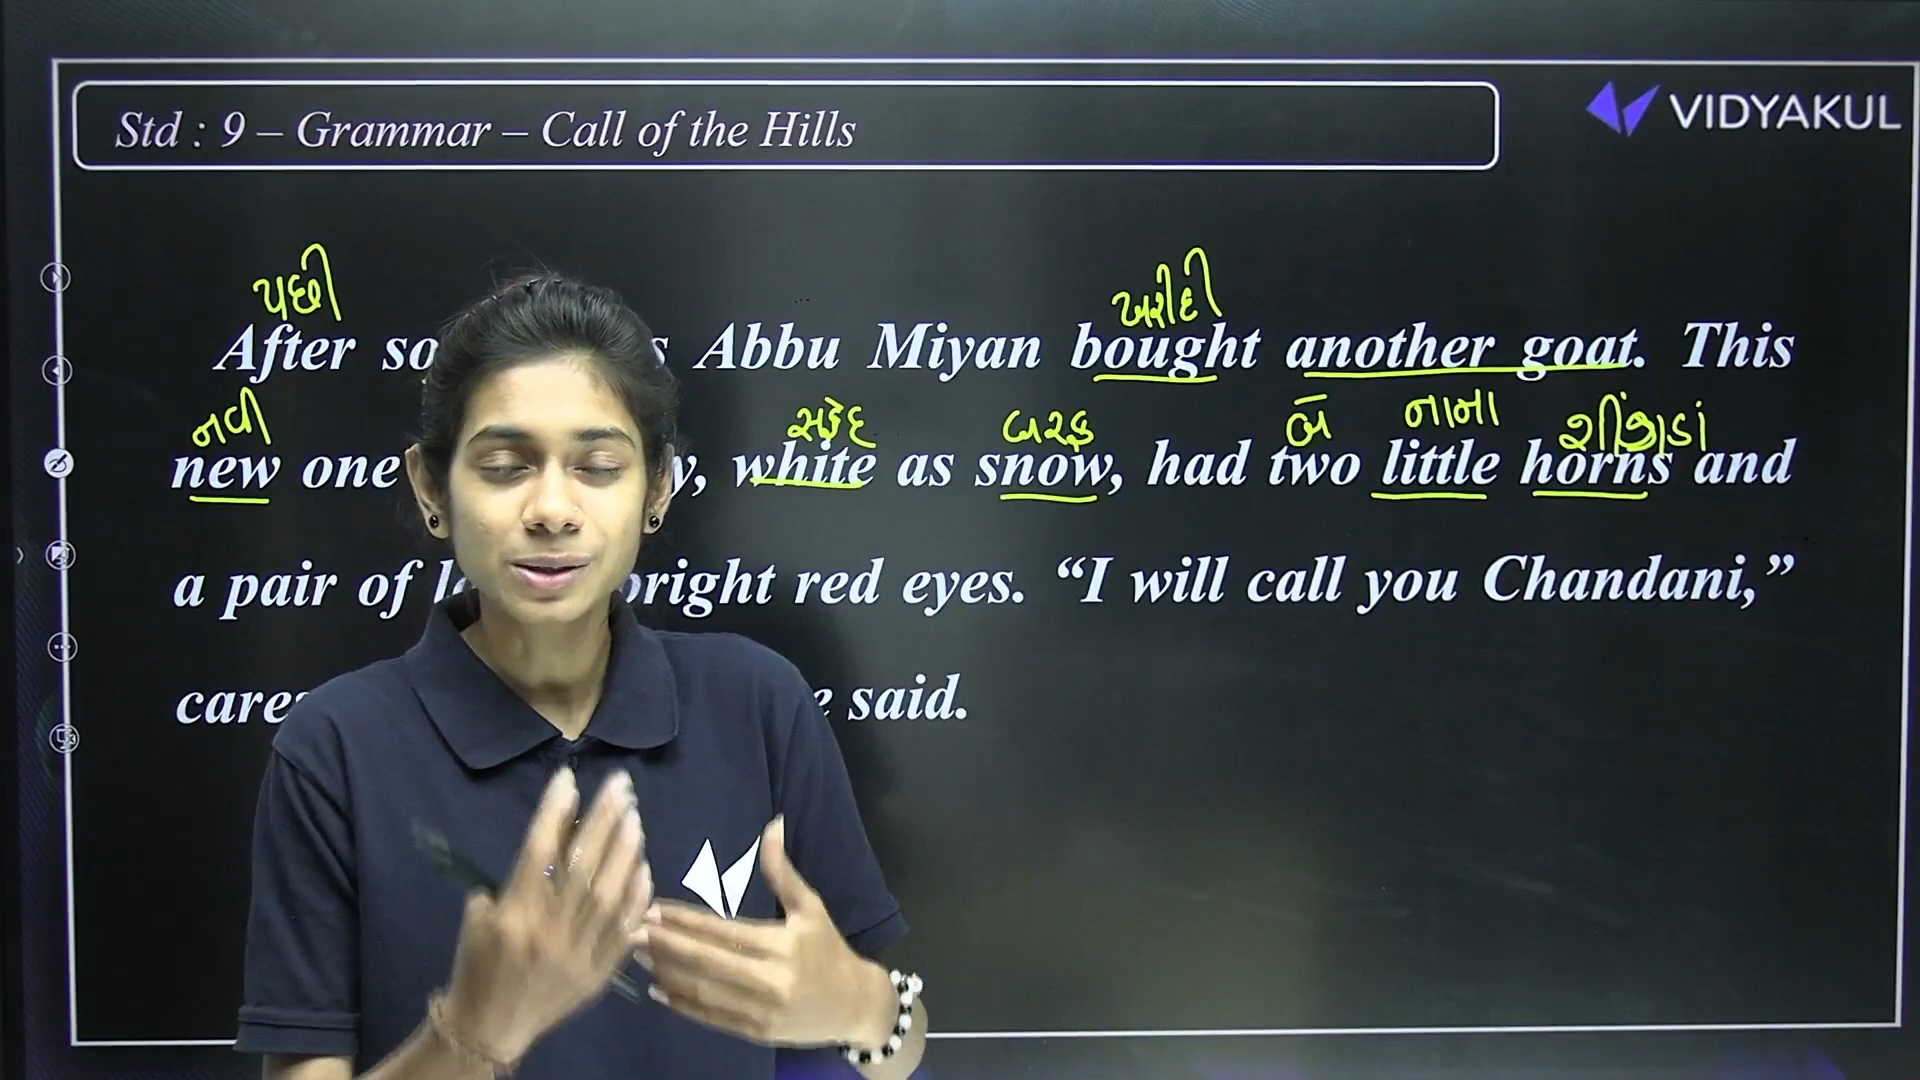 Std : 9 – Grammar – Call of the Hills
VIDYAKUL
પછી ખરીદી
After Abbu Miyan bought another goat. This
નવી સફેદ બરફ બે નાના શીંગડાં
new one white as snow, had two little horns and
a pair of bright red eyes. “I will call you Chandani,”
said.